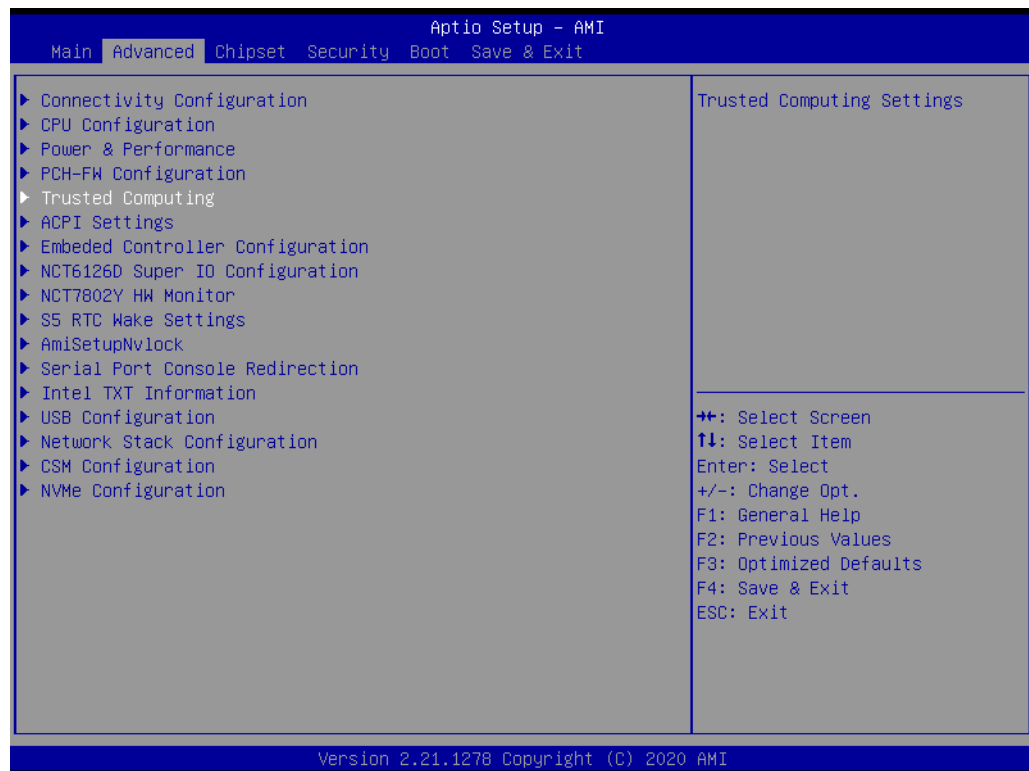 Aptio Setup – AMI
Main Advanced Chipset Security Boot Save & Exit
Connectivity Configuration
CPU Configuration
Power & Performance
PCH-FW Configuration
Trusted Computing
ACPI Settings
Embeded Controller Configuration
NCT6126D Super IO Configuration
NCT7802Y HW Monitor
S5 RTC Wake Settings
AmiSetupNvlock
Serial Port Console Redirection
Intel TXT Information
USB Configuration
Network Stack Configuration
CSM Configuration
NVMe Configuration
Trusted Computing Settings
→←: Select Screen
↑↓: Select Item
Enter: Select
+/-: Change Opt.
F1: General Help
F2: Previous Values
F3: Optimized Defaults
F4: Save & Exit
ESC: Exit
Version 2.21.1278 Copyright (C) 2020 AMI